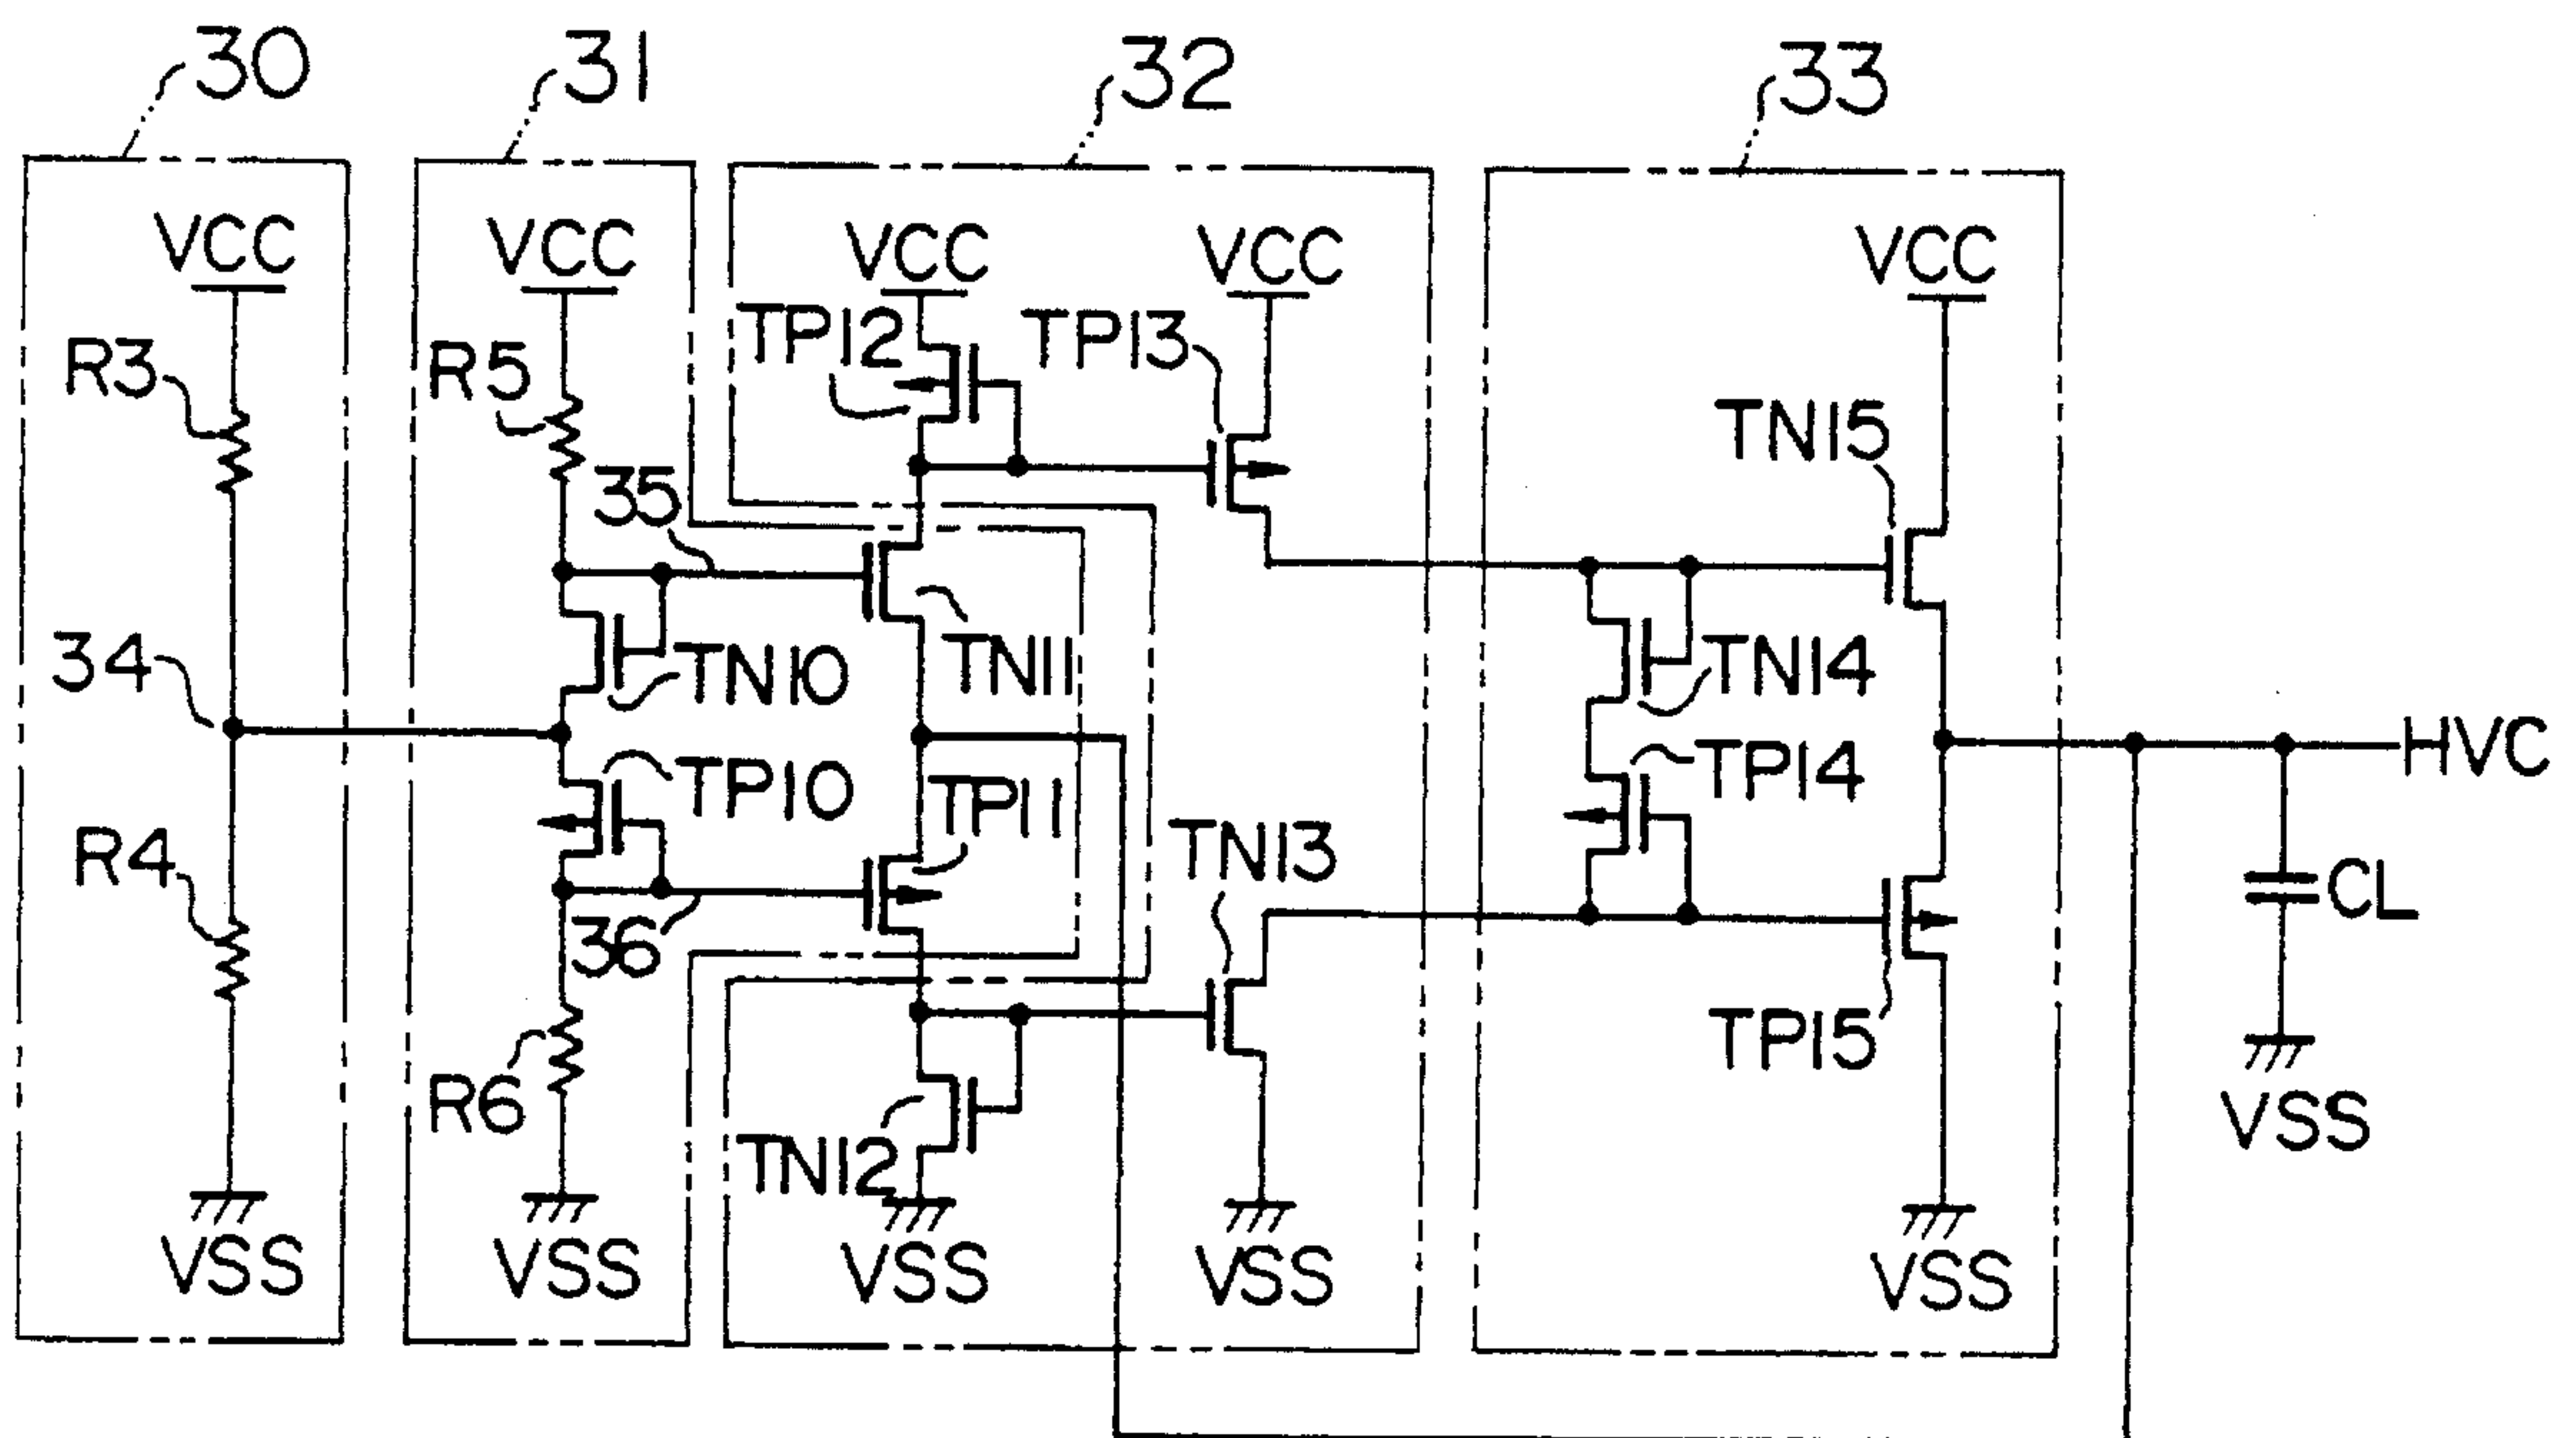 30
31
32
33
VCC
VCC
VCC
VCC
VCC
R3
R5
TP12
TP13
TN15
35
34
TN10
TN11
TN14
HVC
TP10
TP11
TP14
R4
TN13
CL
36
TP15
R6
TN12
VSS
VSS
VSS
VSS
VSS
VSS